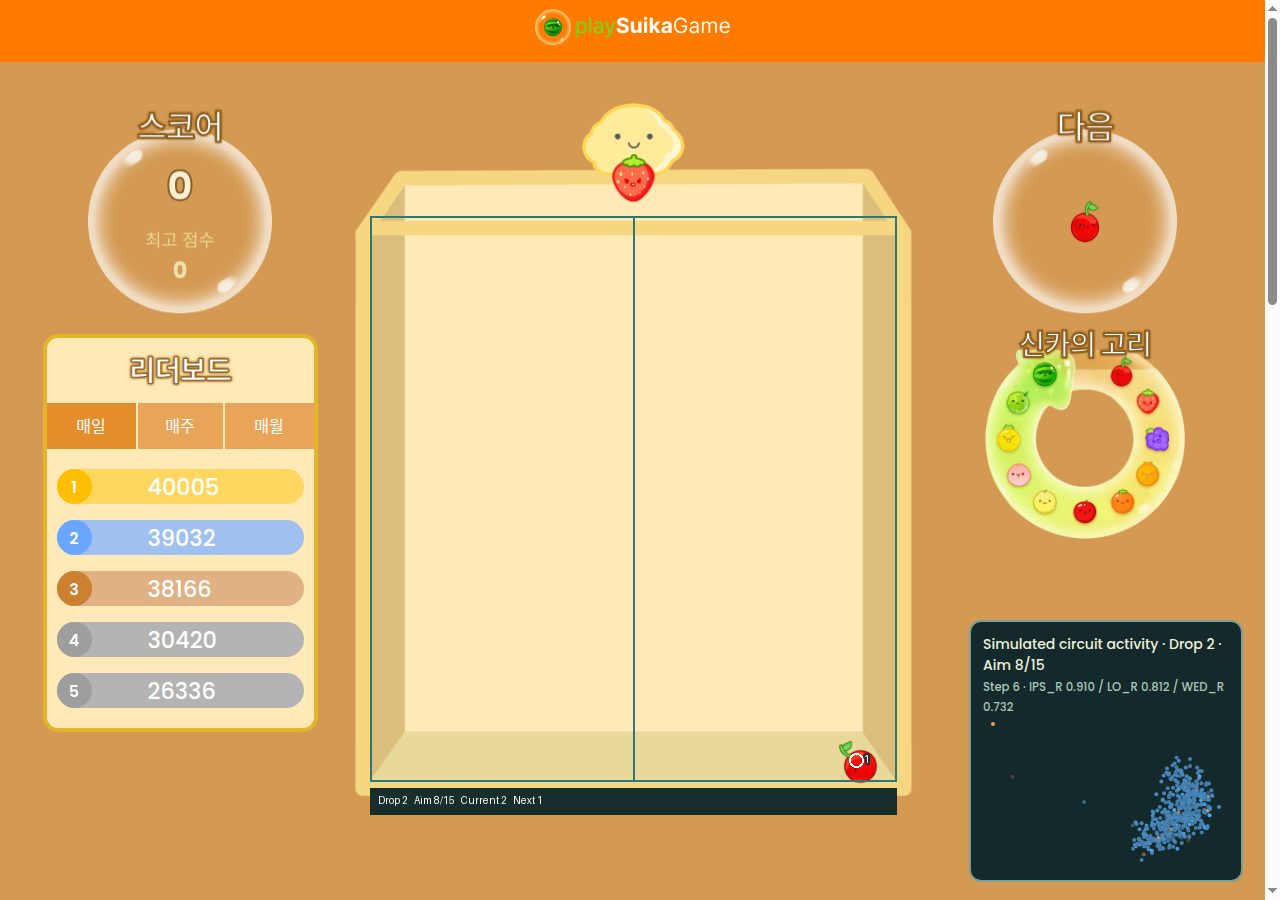 playSuikaGame
스코어
0
최고 점수
0
리더보드
매일 매주 매월
1 40005
2 39032
3 38166
4 30420
5 26336
다음
신카의 고리
1
Drop 2 Aim 8/15 Current 2 Next 1
Simulated circuit activity · Drop 2 ·
Aim 8/15
Step 6 · IPS_R 0.910 / LO_R 0.812 / WED_R
0.732